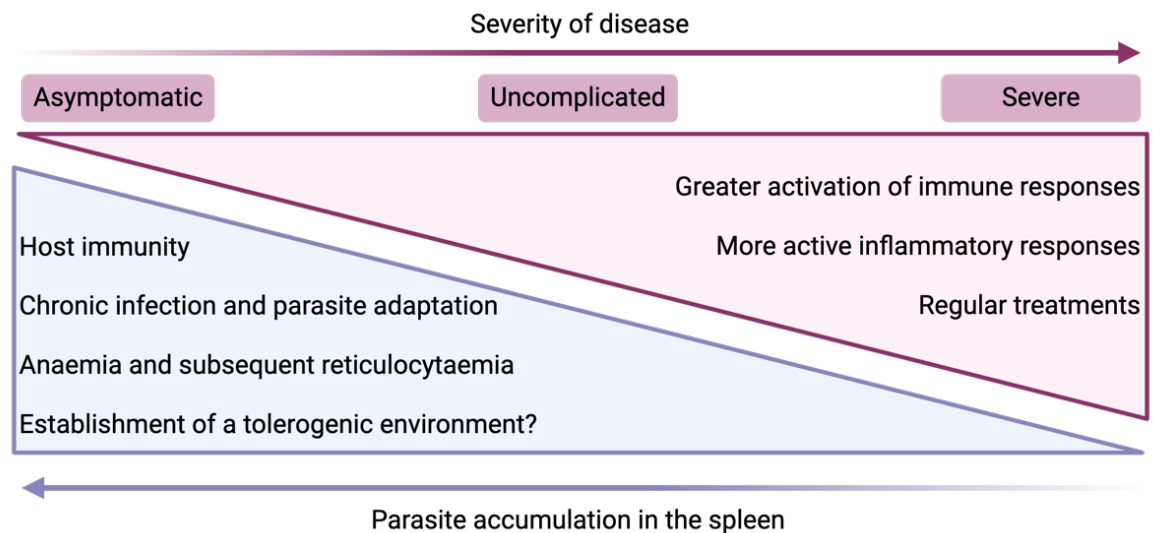 Severity of disease
Asymptomatic
Uncomplicated
Severe
Greater activation of immune responses
Host immunity
More active inflammatory responses
Chronic infection and parasite adaptation
Regular treatments
Anaemia and subsequent reticulocytaemia
Establishment of a tolerogenic environment?
Parasite accumulation in the spleen